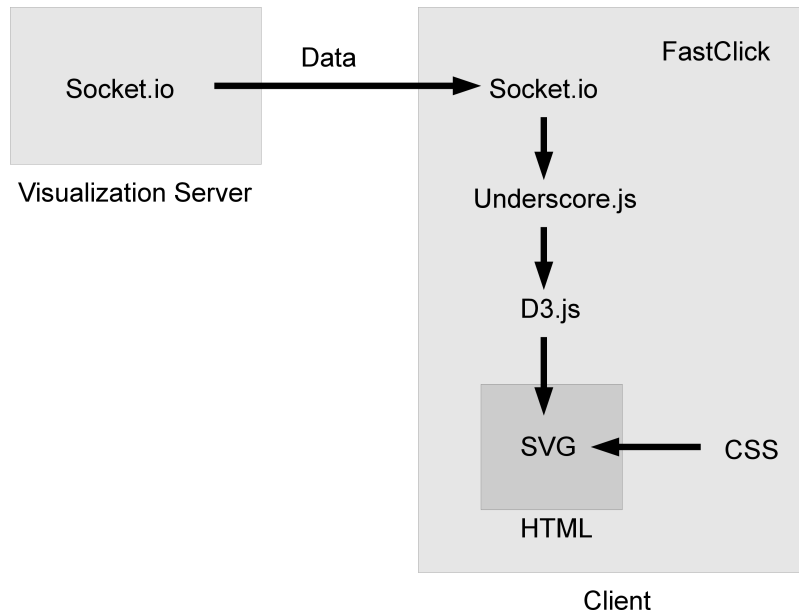 FastClick
Data
Socket.io
Socket.io
Visualization Server
Underscore.js
D3.js
SVG
CSS
HTML
Client